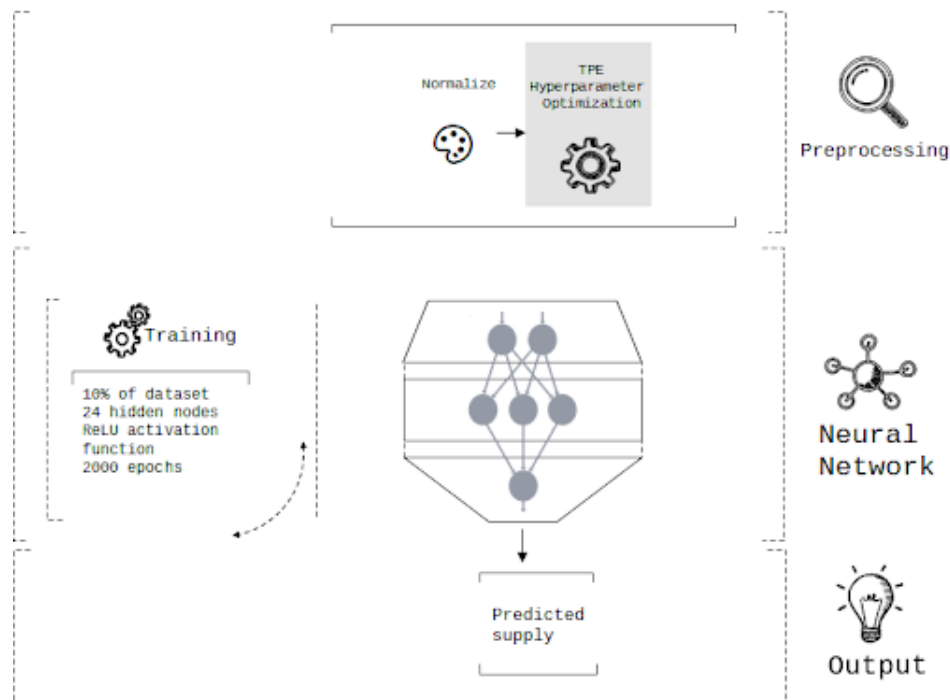 Normalize
TPE
Hyperparameter
Optimization
Preprocessing
Training
10% of dataset
24 hidden nodes
ReLU activation
function
2000 epochs
Neural
Network
Predicted
supply
Output